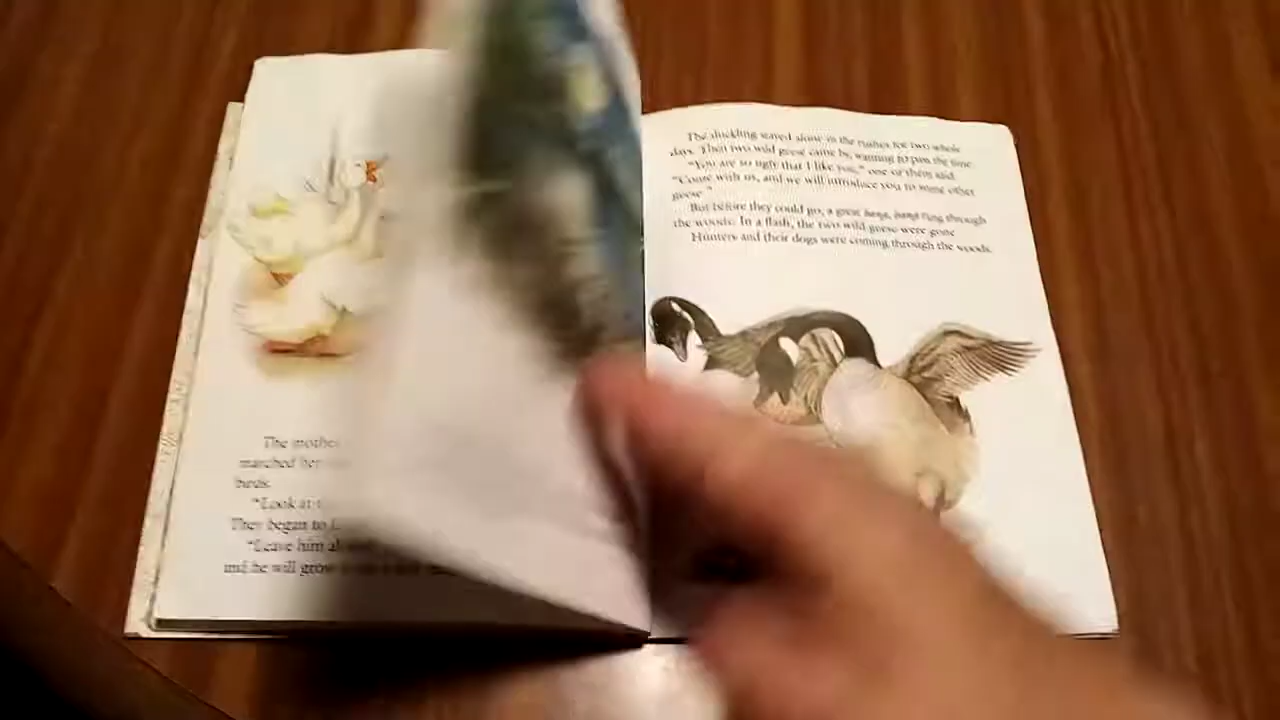 The mother
marched her
birds.
"Look at t
They began to
"Leave him al
and he will grow
The duckling stayed alone in the rushes for two whole
days. Then two wild geese came by, wanting to pass the time.
"You are so ugly that I like you," one of them said.
"Come with us, and we will introduce you to some other
geese."
But before they could go, a great bang, bang rang through
the woods. In a flash, the two wild geese were gone.
Hunters and their dogs were coming through the woods.